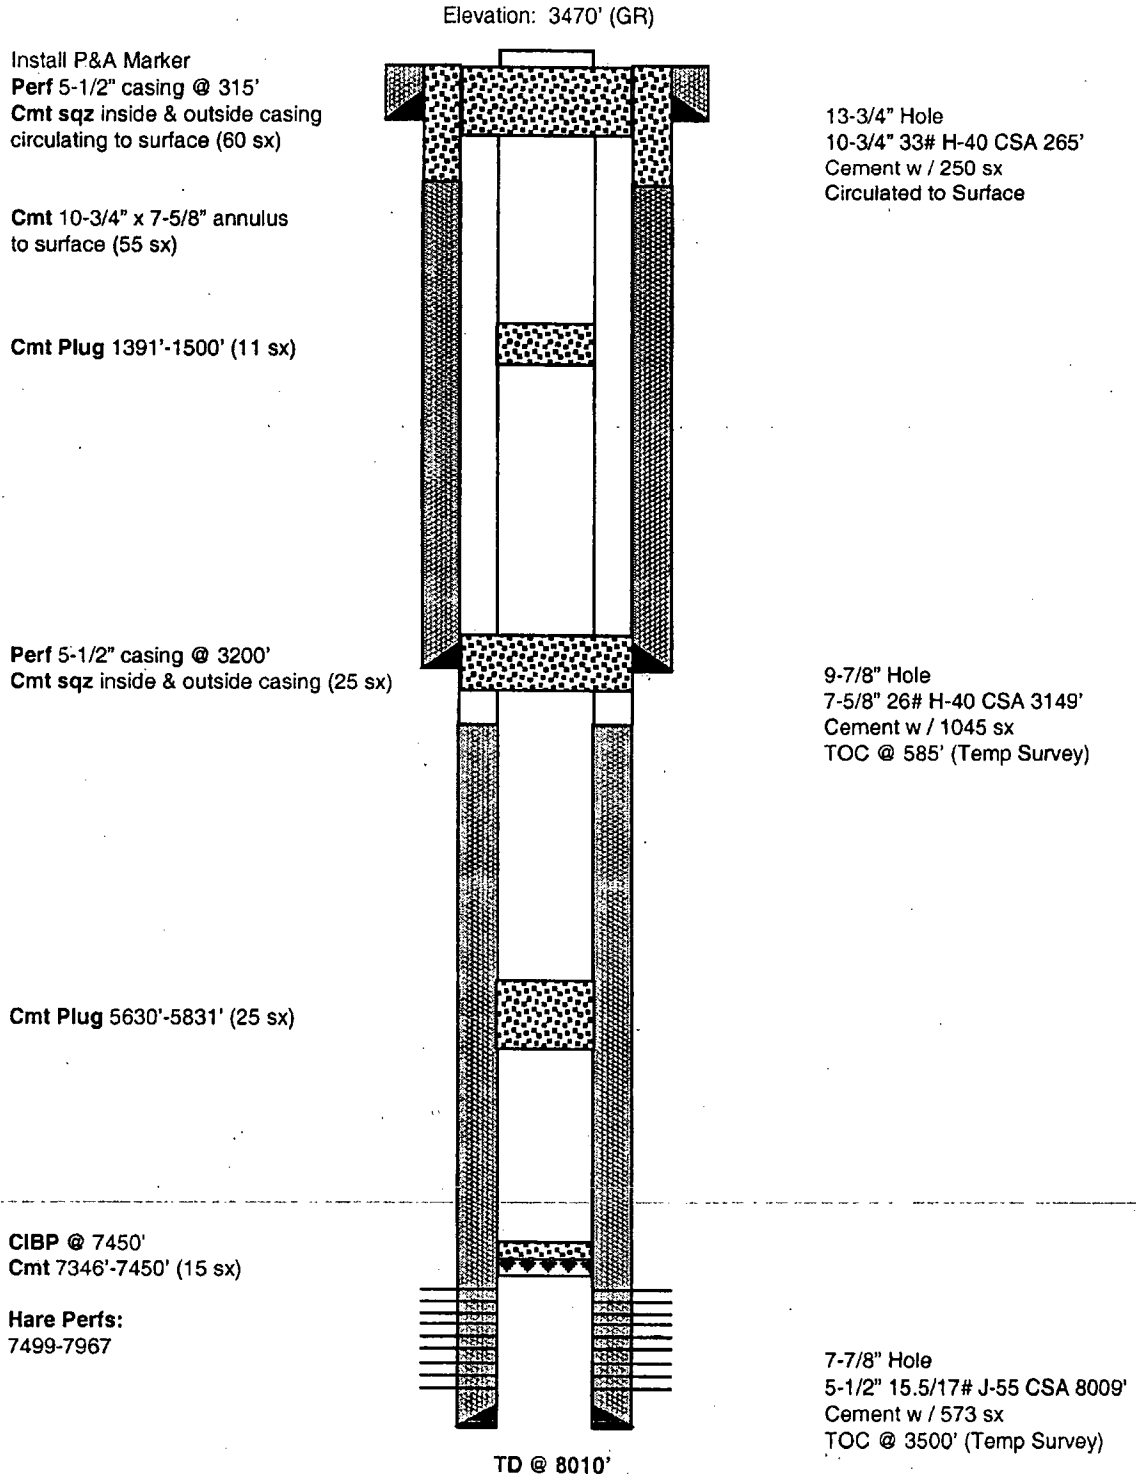 Elevation: 3470' (GR)
Install P&A Marker
Perf 5-1/2" casing @ 315'
Cmt sqz inside & outside casing
circulating to surface (60 sx)
13-3/4" Hole
10-3/4" 33# H-40 CSA 265'
Cement w / 250 sx
Circulated to Surface
Cmt 10-3/4" x 7-5/8" annulus
to surface (55 sx)
Cmt Plug 1391'-1500' (11 sx)
Perf 5-1/2" casing @ 3200'
Cmt sqz inside & outside casing (25 sx)
9-7/8" Hole
7-5/8" 26# H-40 CSA 3149'
Cement w / 1045 sx
TOC @ 585' (Temp Survey)
Cmt Plug 5630'-5831' (25 sx)
CIBP @ 7450'
Cmt 7346'-7450' (15 sx)
Hare Perfs:
7499-7967
7-7/8" Hole
5-1/2" 15.5/17# J-55 CSA 8009'
Cement w / 573 sx
TOC @ 3500' (Temp Survey)
TD @ 8010'